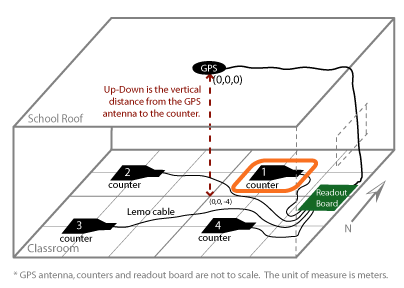 GPS
(0,0,0)
Up-Down is the vertical
distance from the GPS
antenna to the counter.
School Roof
2
counter
1
counter
Readout
Board
(0,0, -4)
Lemo cable
3
counter
4
counter
N
Classroom
* GPS antenna, counters and readout board are not to scale. The unit of measure is meters.